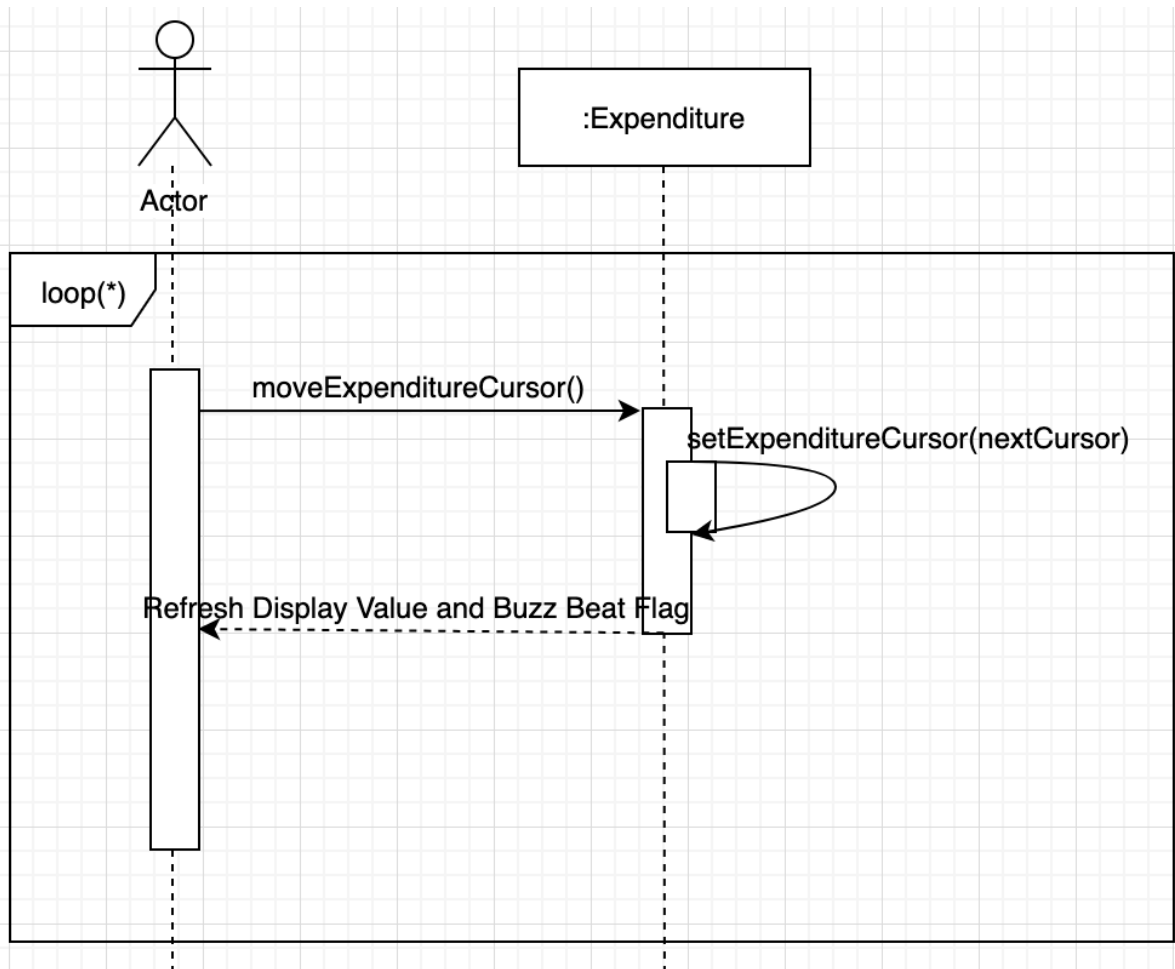 :Expenditure
Actor
loop(*)
moveExpenditureCursor()
setExpenditureCursor(nextCursor)
Refresh Display Value and Buzz Beat Flag